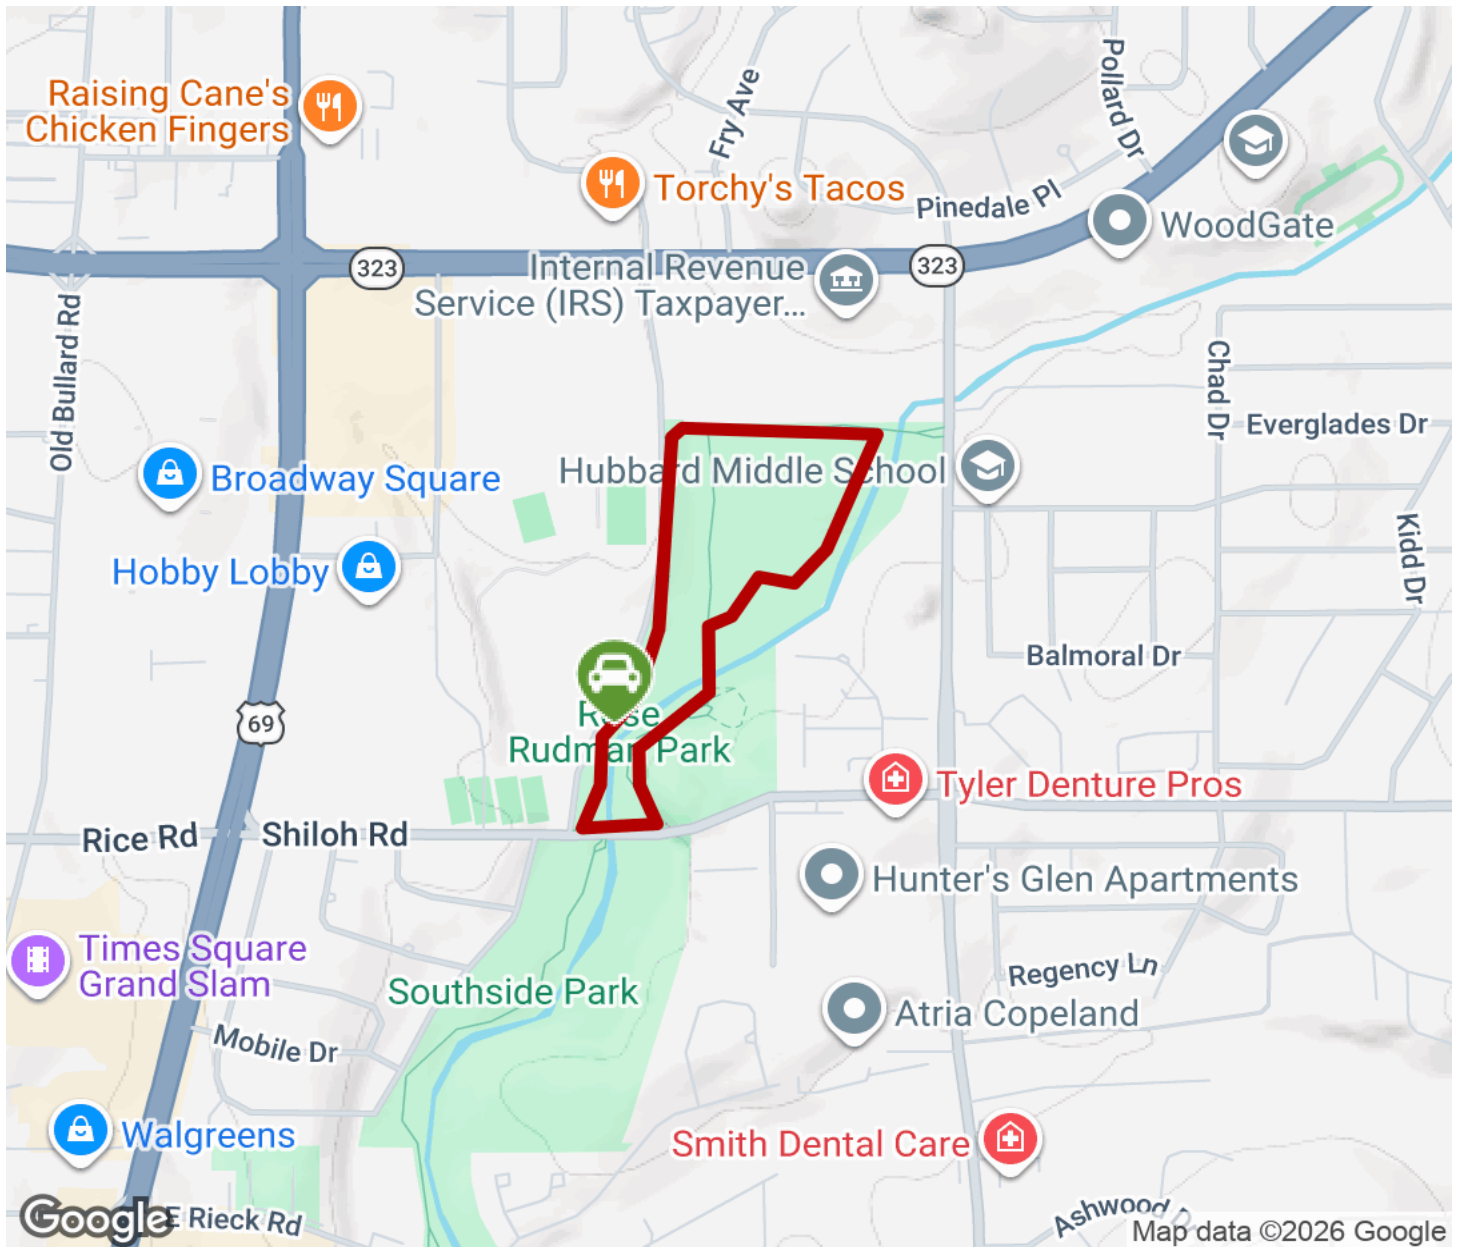 Raising Cane's
Chicken Fingers
Fry Ave
Pollard Dr
Torchy's Tacos
Pinedale Pl
WoodGate
323
Internal Revenue
Service (IRS) Taxpayer...
323
Old Bullard Rd
Chad Dr
Everglades Dr
Hubbard Middle School
Broadway Square
Kidd Dr
Hobby Lobby
Balmoral Dr
69
Rose
Rudman Park
Tyler Denture Pros
Rice Rd
Shiloh Rd
Hunter's Glen Apartments
Times Square
Grand Slam
Regency Ln
Southside Park
Atria Copeland
Mobile Dr
Walgreens
Smith Dental Care
Google
E Rieck Rd
Ashwood D
Map data ©2026 Google